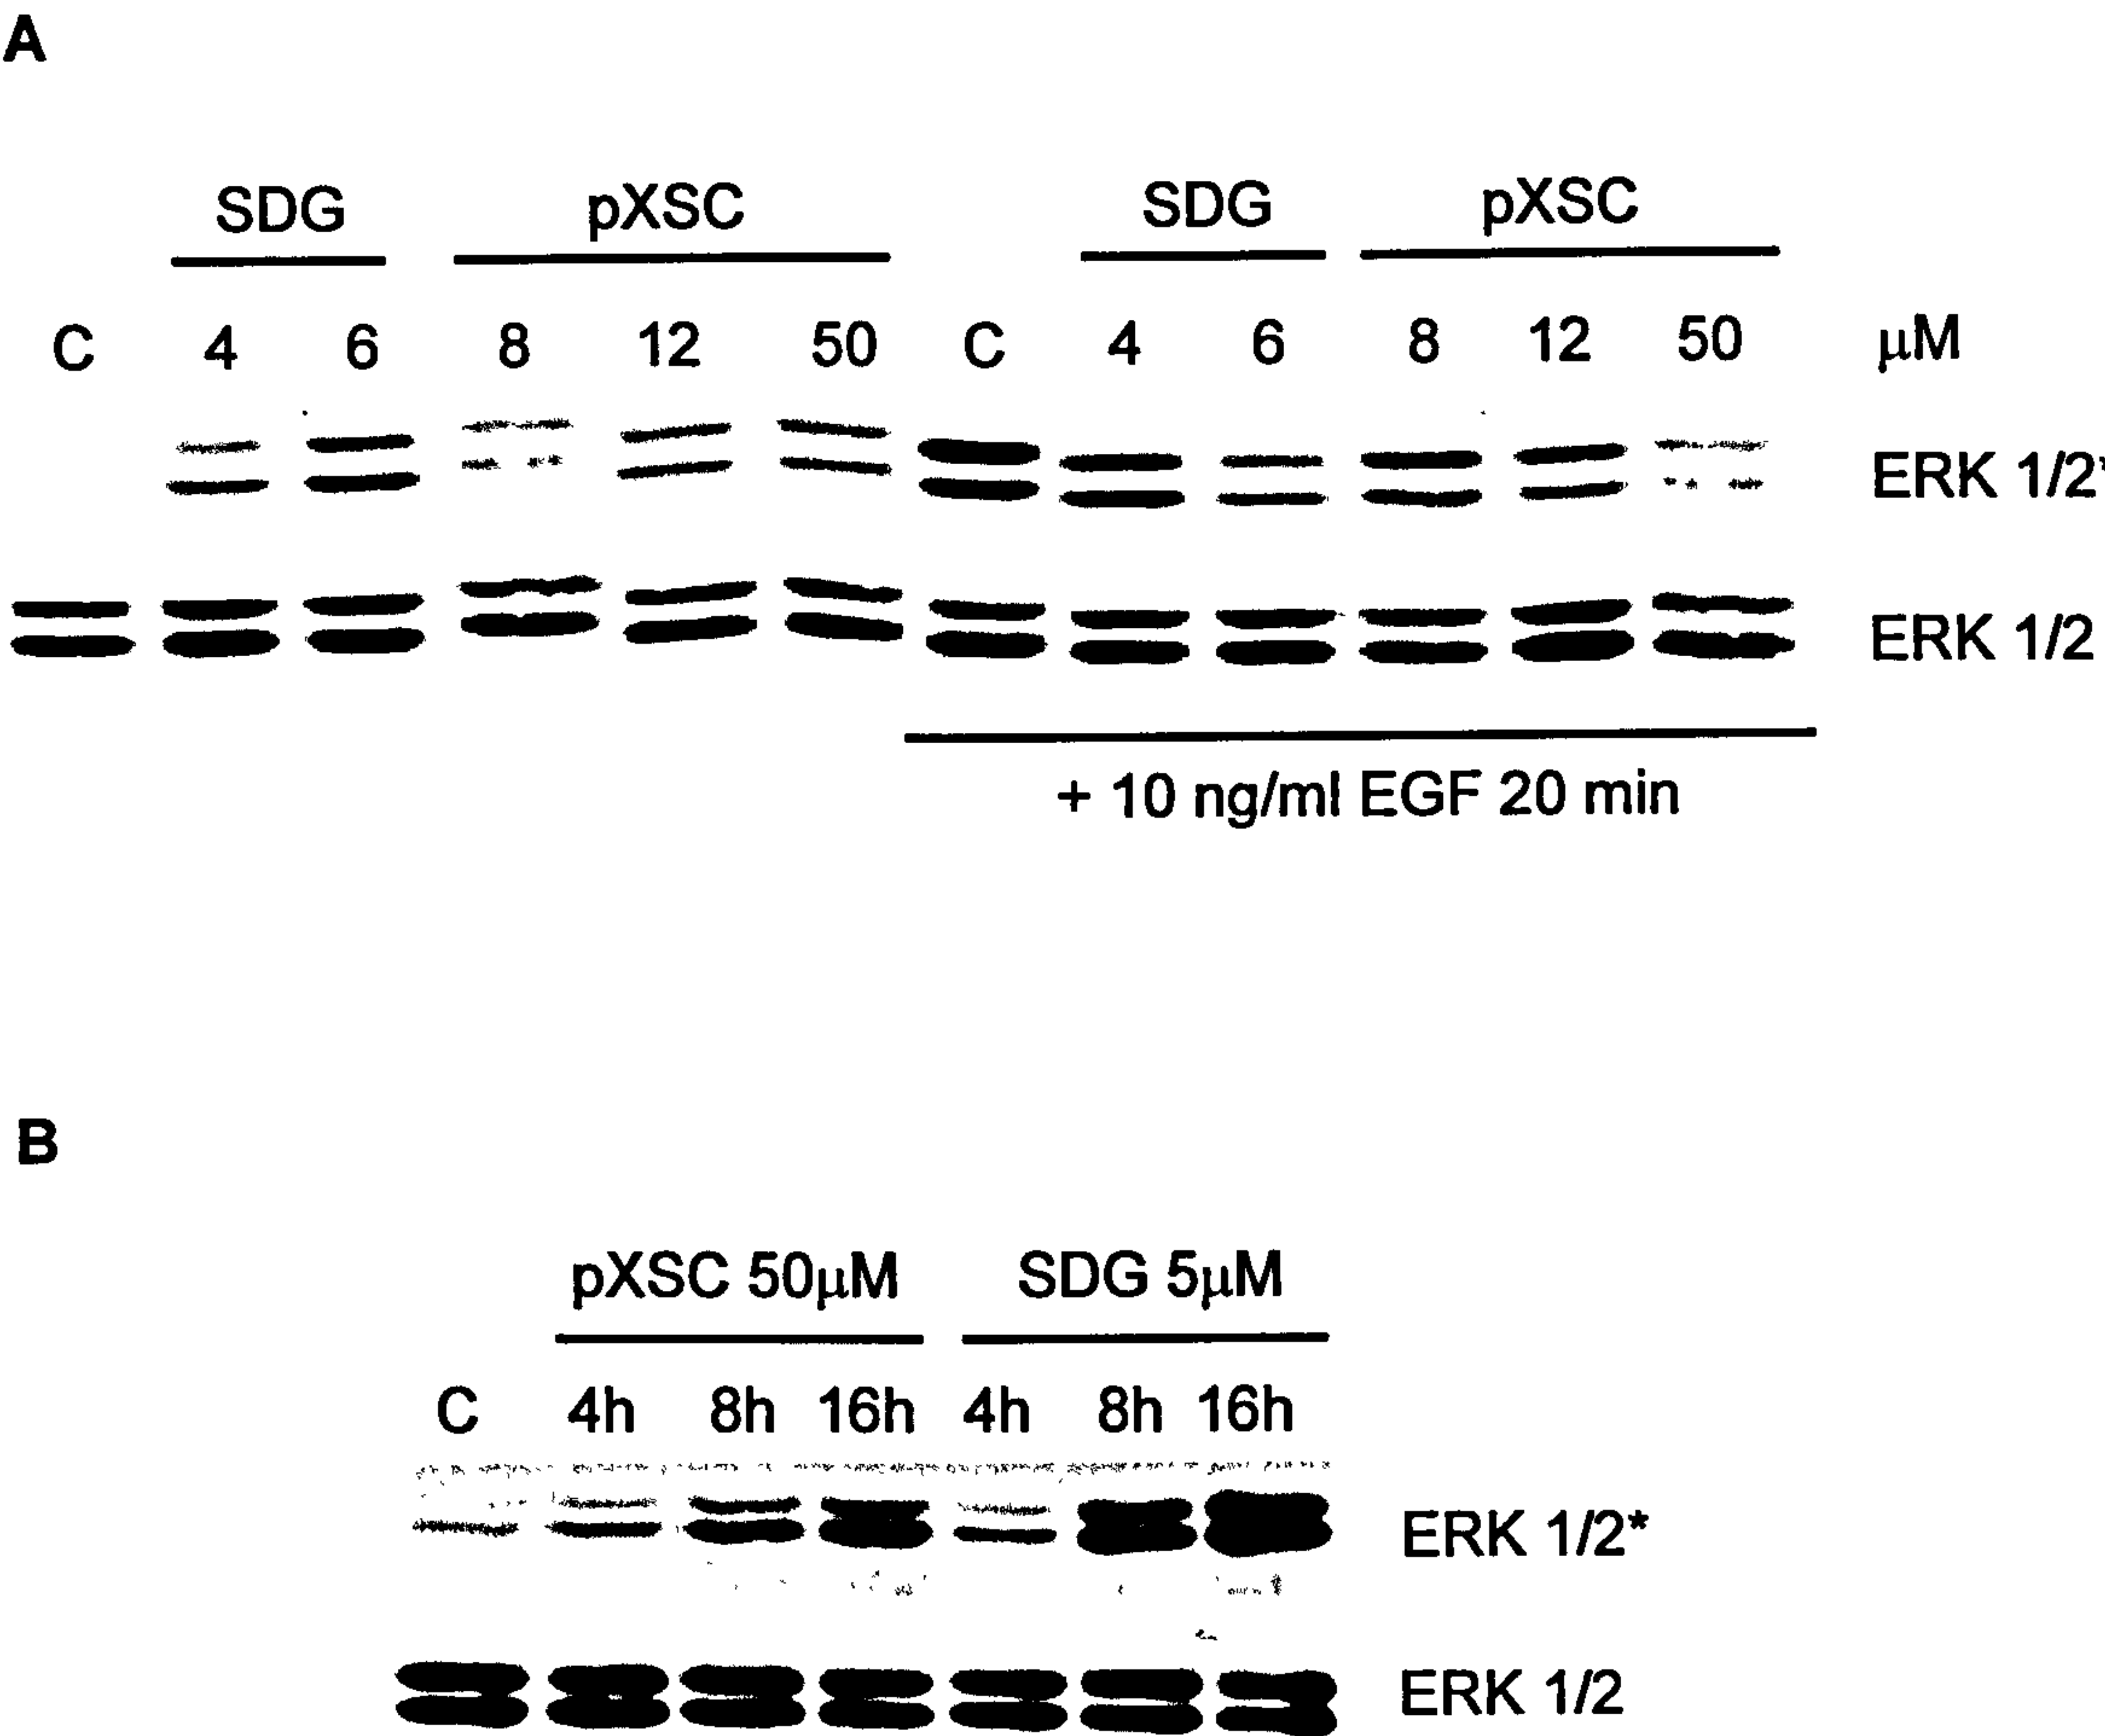 A
SDG pXSC SDG pXSC
C 4 6 8 12 50 C 4 6 8 12 50 μM
ERK 1/2*
ERK 1/2
+ 10 ng/ml EGF 20 min
B
pXSC 50μM SDG 5μM
C 4h 8h 16h 4h 8h 16h
ERK 1/2*
ERK 1/2